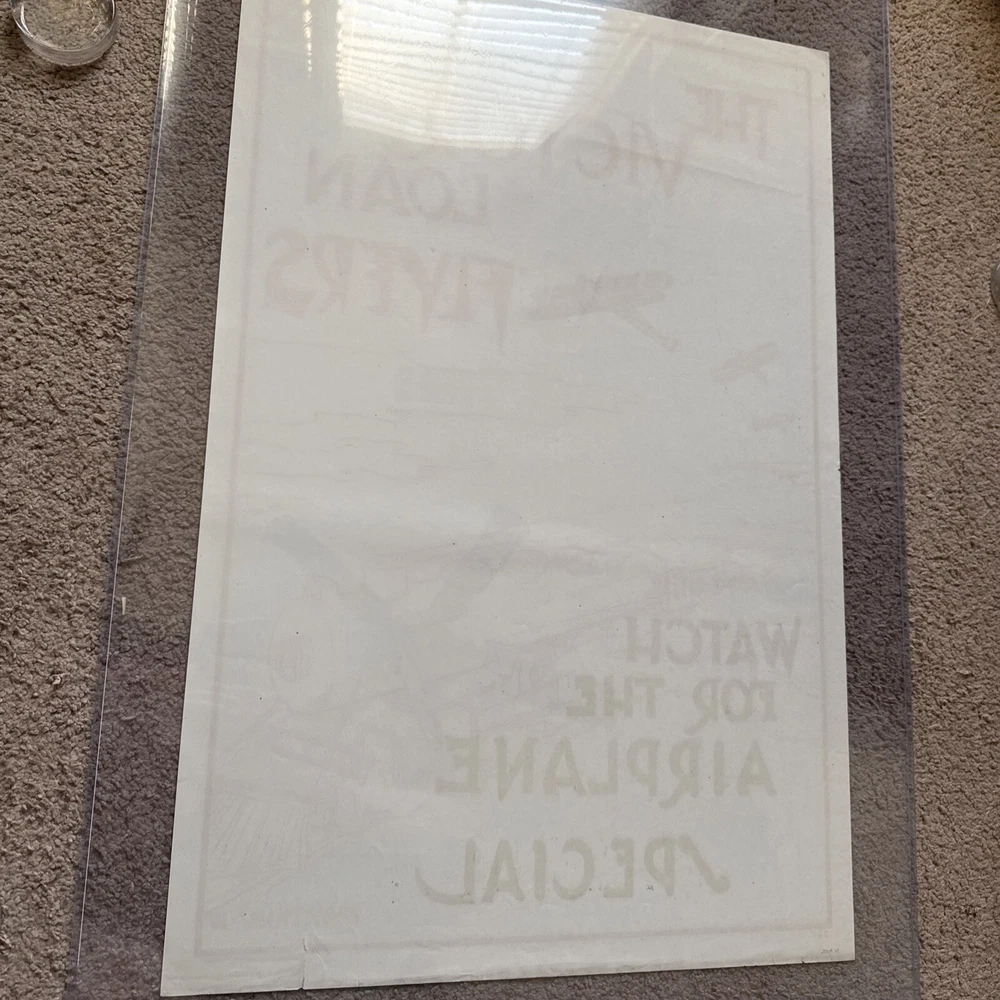 THE VICT
LOAN
FLYERS
WATCH
FOR THE
AIRPLANE
SPECIAL